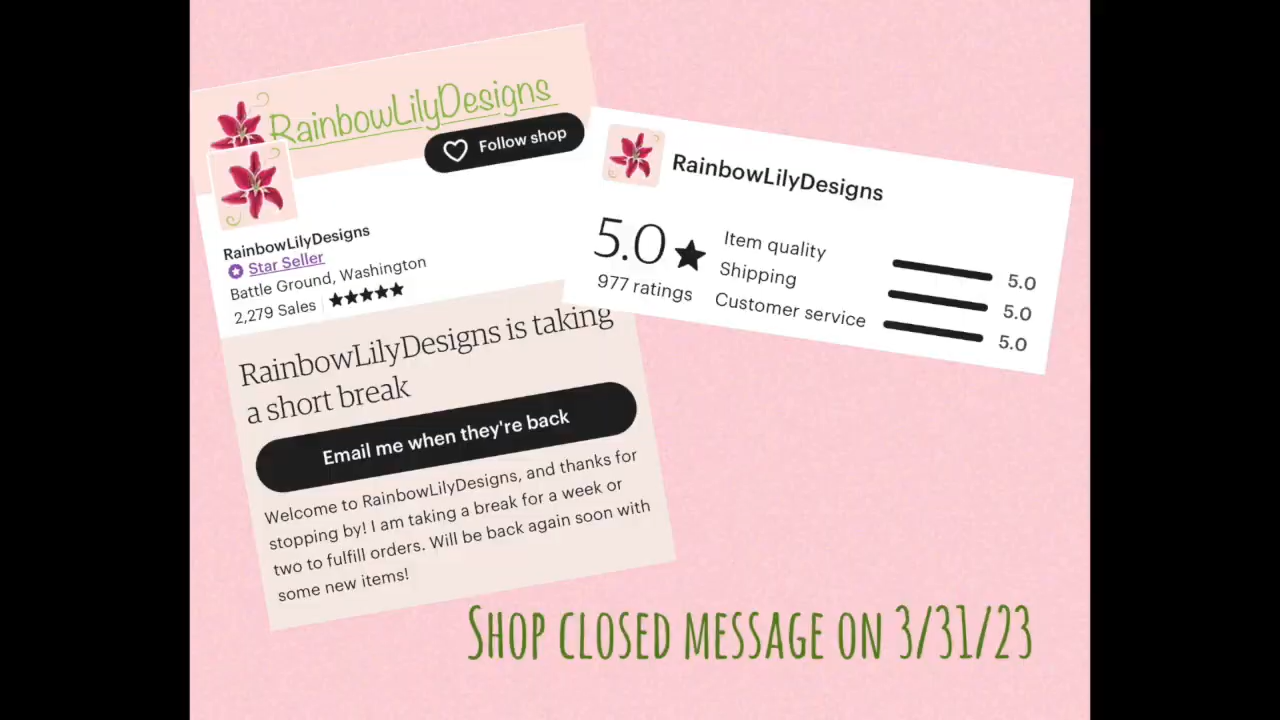 RainbowLilyDesigns
Follow shop
RainbowLilyDesigns
Star Seller
Battle Ground, Washington
2,279 Sales
RainbowLilyDesigns is taking
a short break
Email me when they're back
Welcome to RainbowLilyDesigns, and thanks for
stopping by! I am taking a break for a week or
two to fulfill orders. Will be back again soon with
some new items!
RainbowLilyDesigns
5.0
977 ratings
Item quality 5.0
Shipping 5.0
Customer service 5.0
Shop closed message on 3/31/23